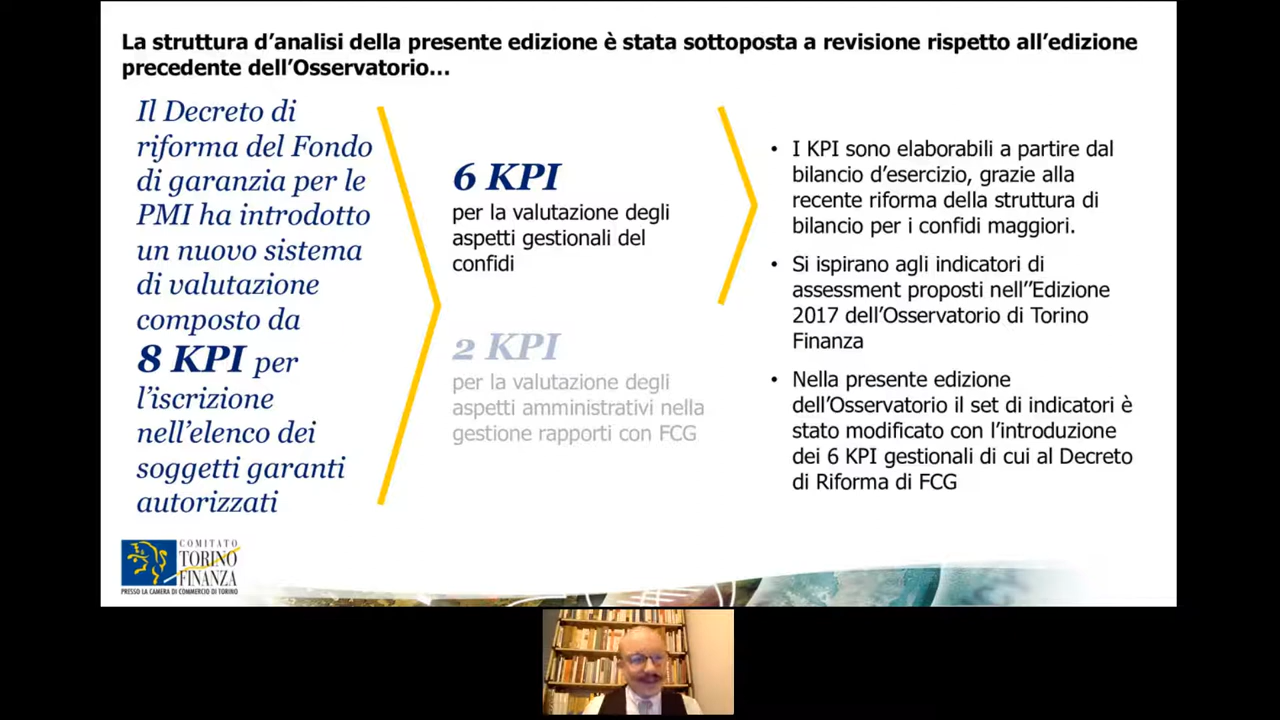 La struttura d'analisi della presente edizione è stata sottoposta a revisione rispetto all'edizione
precedente dell'Osservatorio...
Il Decreto di
riforma del Fondo
di garanzia per le
PMI ha introdotto
un nuovo sistema
di valutazione
composto da
8 KPI per
l'iscrizione
nell'elenco dei
soggetti garanti
autorizzati
6 KPI
per la valutazione degli
aspetti gestionali del
confidi
2 KPI
per la valutazione degli
aspetti amministrativi nella
gestione rapporti con FCG
• I KPI sono elaborabili a partire dal
bilancio d'esercizio, grazie alla
recente riforma della struttura di
bilancio per i confidi maggiori.
• Si ispirano agli indicatori di
assessment proposti nell''Edizione
2017 dell'Osservatorio di Torino
Finanza
• Nella presente edizione
dell'Osservatorio il set di indicatori è
stato modificato con l'introduzione
dei 6 KPI gestionali di cui al Decreto
di Riforma di FCG
COMITATO
TORINO
FINANZA
PRESSO LA CAMERA DI COMMERCIO DI TORINO